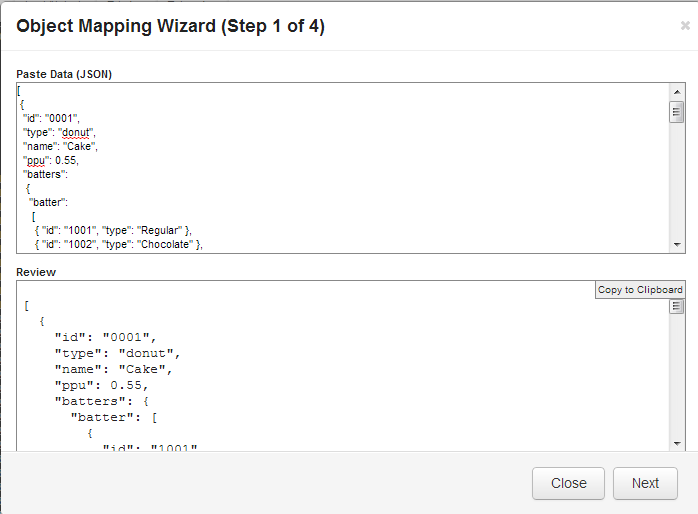 Object Mapping Wizard (Step 1 of 4)
×
Paste Data (JSON)
[
{
"id": "0001",
"type": "donut",
"name": "Cake",
"ppu": 0.55,
"batters":
{
"batter":
[
{ "id": "1001", "type": "Regular" },
{ "id": "1002", "type": "Chocolate" },
Review
Copy to Clipboard
[
{
"id": "0001",
"type": "donut",
"name": "Cake",
"ppu": 0.55,
"batters": {
"batter": [
{
"id": "1001"
Close Next